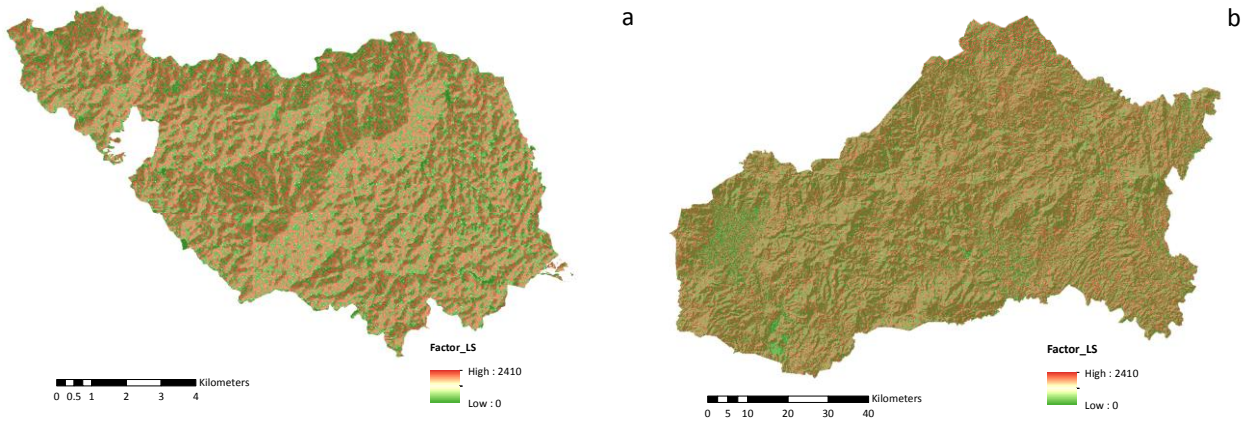 a
b
Factor_LS
High : 2410
Low : 0
Kilometers
0 0.5 1 2 3 4
Factor_LS
High : 2410
Low : 0
Kilometers
0 5 10 20 30 40